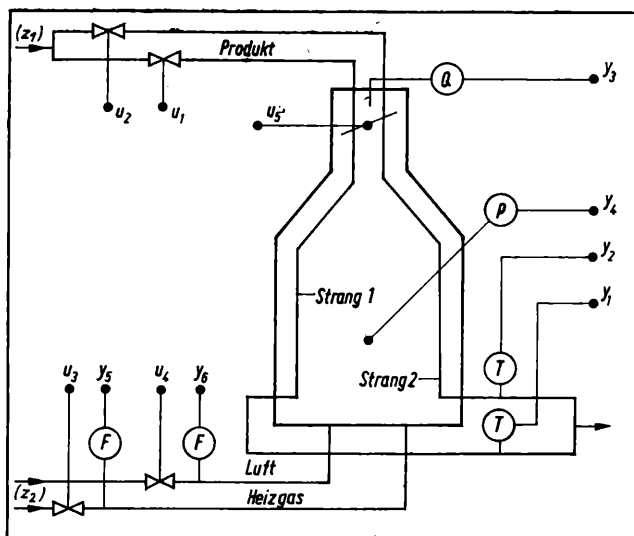 (z₁)
Produkt
u₂
u₁
u₅
Q
y₃
p
y₄
y₂
y₁
Strang 1
Strang 2
T
T
u₃
y₅
u₄
y₆
F
F
Luft
(z₂)
Heizgas